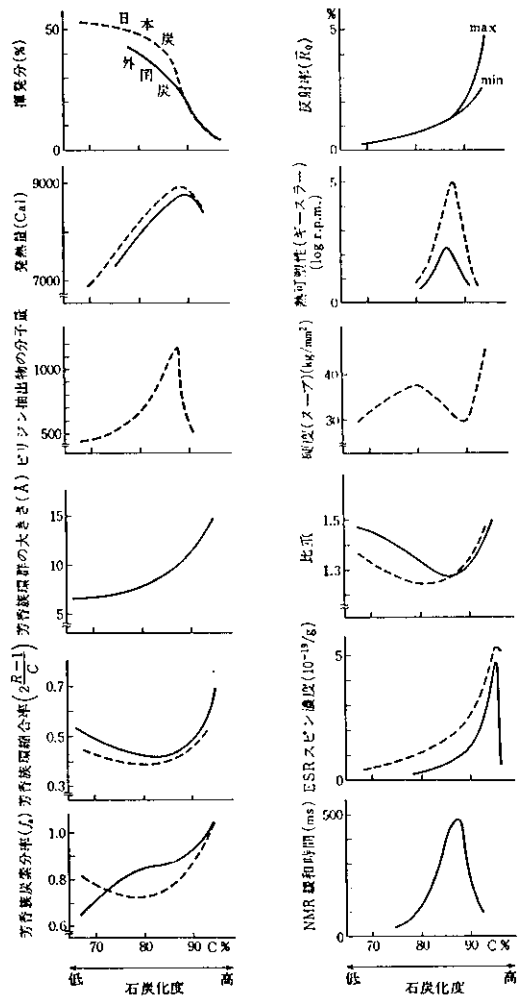 揮発分(%)
50
0
日本炭
外国炭
反射率(R̄₀)
%
5
0
max
min
発熱量(Cal)
9000
7000
熱可塑性(ギースラー)
(log r.p.m.)
5
0
ピリジン抽出物の分子量
1000
500
硬度(ヌープ)(kg/mm²)
40
30
芳香族環群の大きさ(Å)
15
10
5
比重
1.5
1.3
芳香族環縮合率(2 R−1/C)
0.7
0.5
0.3
ESRスピン濃度(10⁻¹⁹/g)
5
0
芳香族炭素分率(fₐ)
1.0
0.8
0.6
70 80 90 C%
低 石炭化度 高
NMR緩和時間(ms)
500
0
70 80 90 C%
低 石炭化度 高